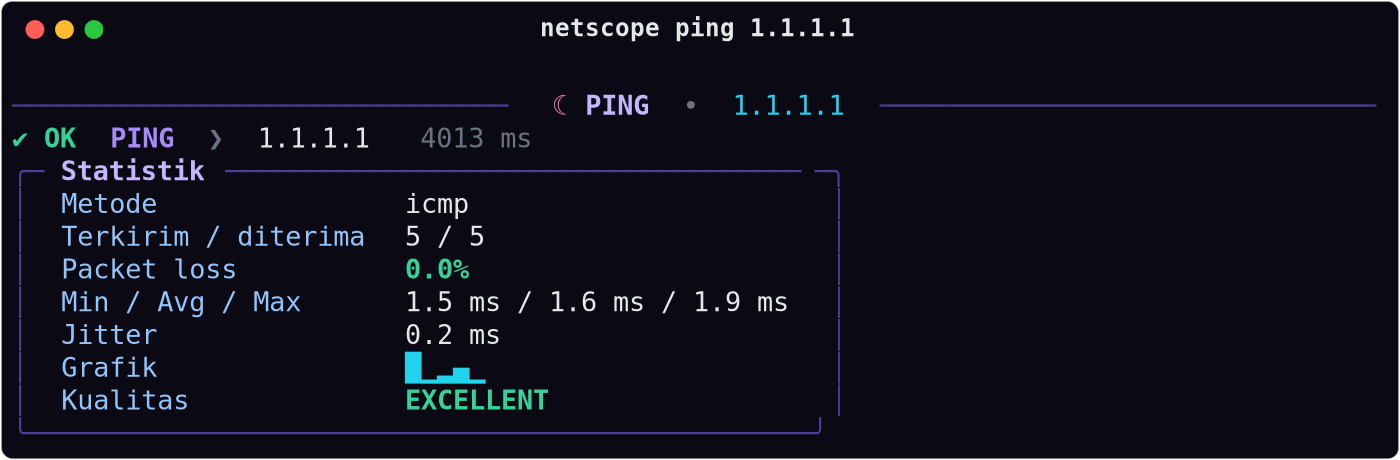 netscope ping 1.1.1.1
☾ PING • 1.1.1.1
✔ OK PING ❯ 1.1.1.1 4013 ms
Statistik
Metode icmp
Terkirim / diterima 5 / 5
Packet loss 0.0%
Min / Avg / Max 1.5 ms / 1.6 ms / 1.9 ms
Jitter 0.2 ms
Grafik █▁▂▄▁
Kualitas EXCELLENT